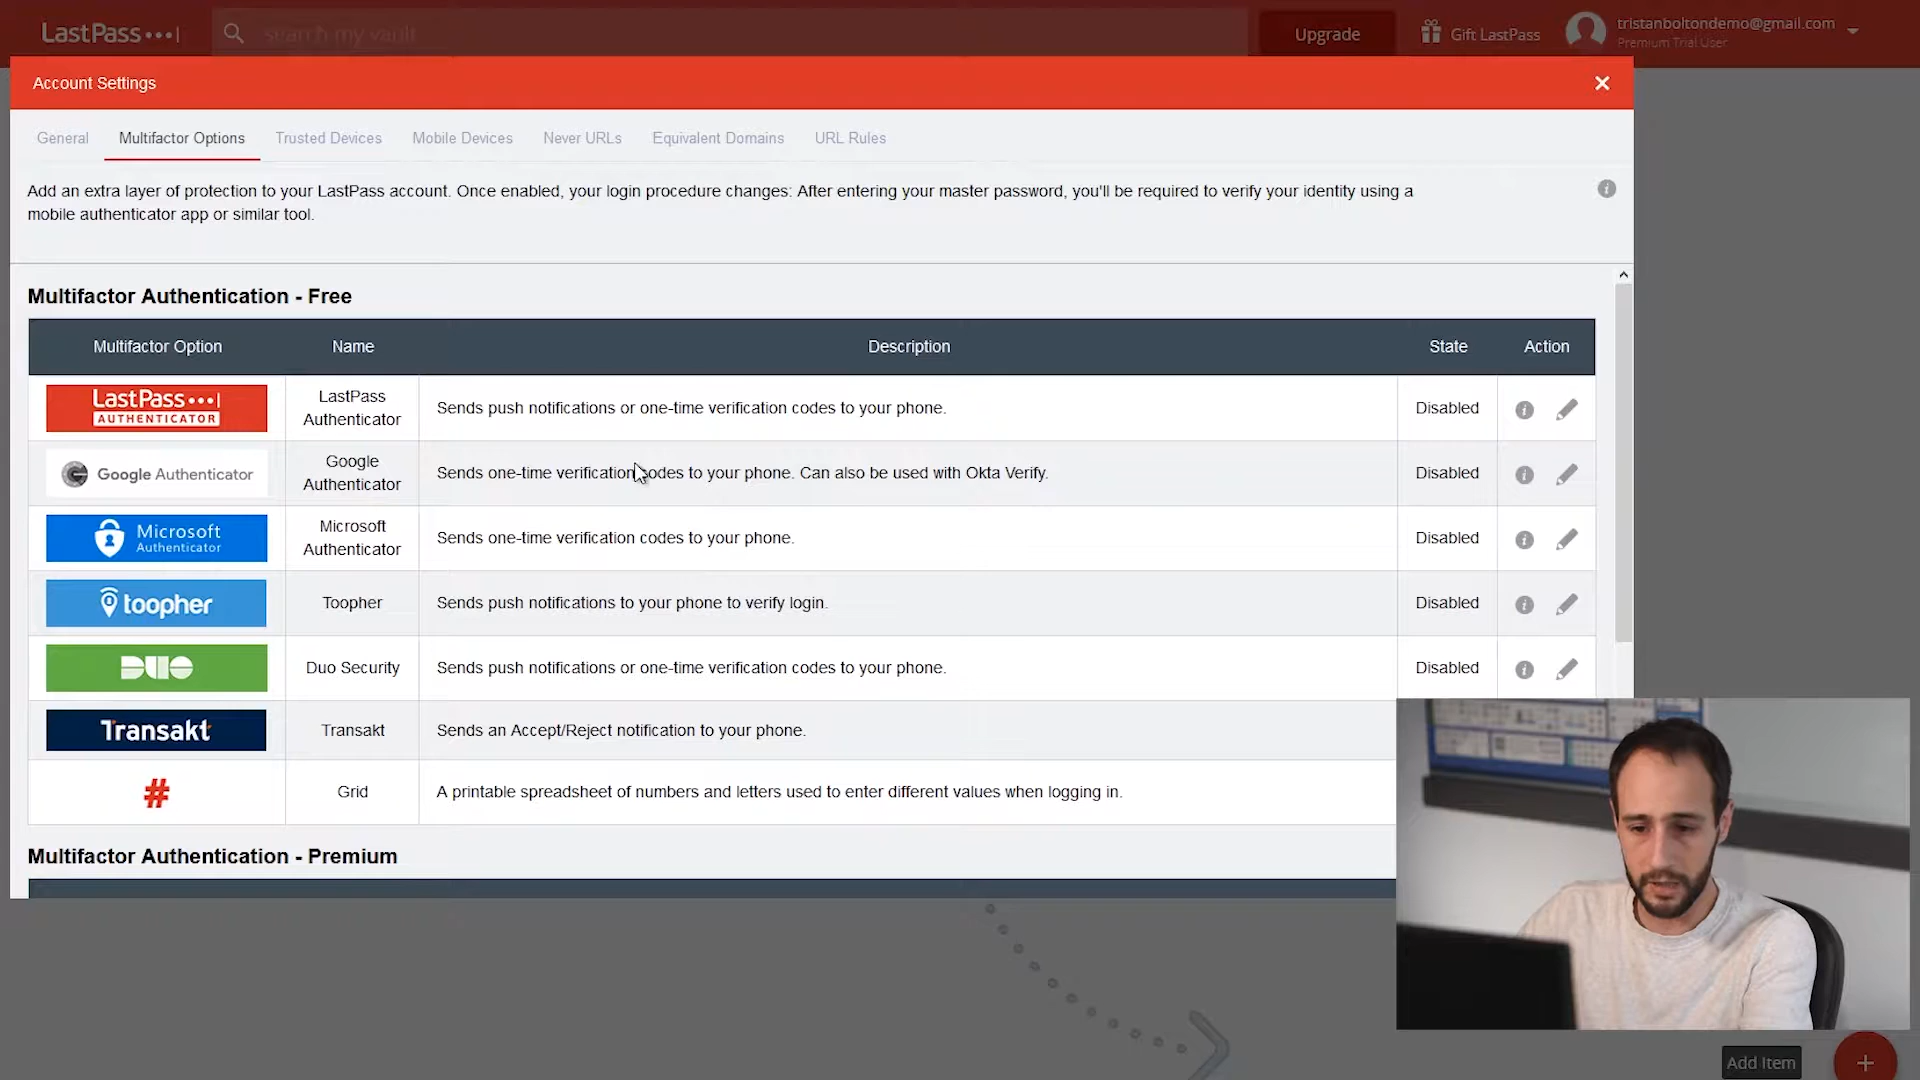 LastPass •••|
search my vault
Upgrade
Gift LastPass
tristanboltondemo@gmail.com
Premium Trial User
Account Settings
General
Multifactor Options
Trusted Devices
Mobile Devices
Never URLs
Equivalent Domains
URL Rules
Add an extra layer of protection to your LastPass account. Once enabled, your login procedure changes: After entering your master password, you'll be required to verify your identity using a
mobile authenticator app or similar tool.
Multifactor Authentication - Free
Multifactor Option
Name
Description
State
Action
LastPass •••|
AUTHENTICATOR
LastPass
Authenticator
Sends push notifications or one-time verification codes to your phone.
Disabled
Google Authenticator
Google
Authenticator
Sends one-time verification codes to your phone. Can also be used with Okta Verify.
Disabled
Microsoft
Authenticator
Microsoft
Authenticator
Sends one-time verification codes to your phone.
Disabled
toopher
Toopher
Sends push notifications to your phone to verify login.
Disabled
DUO
Duo Security
Sends push notifications or one-time verification codes to your phone.
Disabled
Transakt
Transakt
Sends an Accept/Reject notification to your phone.
#
Grid
A printable spreadsheet of numbers and letters used to enter different values when logging in.
Multifactor Authentication - Premium
Add Item